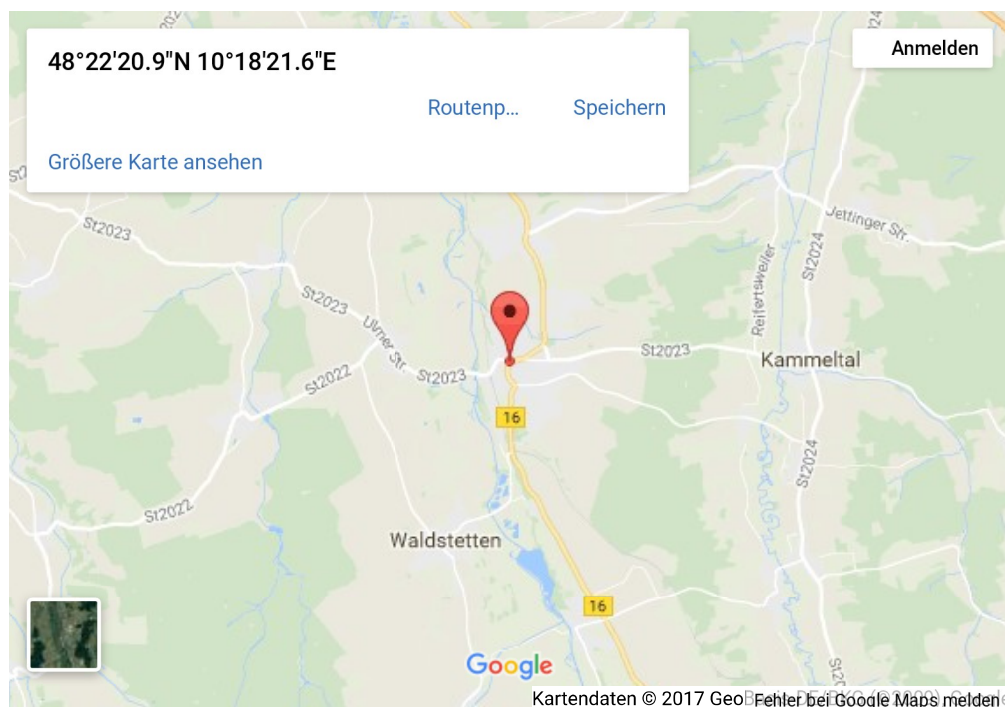 48°22'20.9"N 10°18'21.6"E
Anmelden
Routenp...
Speichern
Größere Karte ansehen
St2023
Jettinger Str.
St2024
Reifertsweiler
St2023
Ulmer Str.
St2023
St2023
Kammeltal
St2022
16
St2024
St2022
Waldstetten
16
Google
Kartendaten © 2017 Geo
Fehler bei Google Maps melden